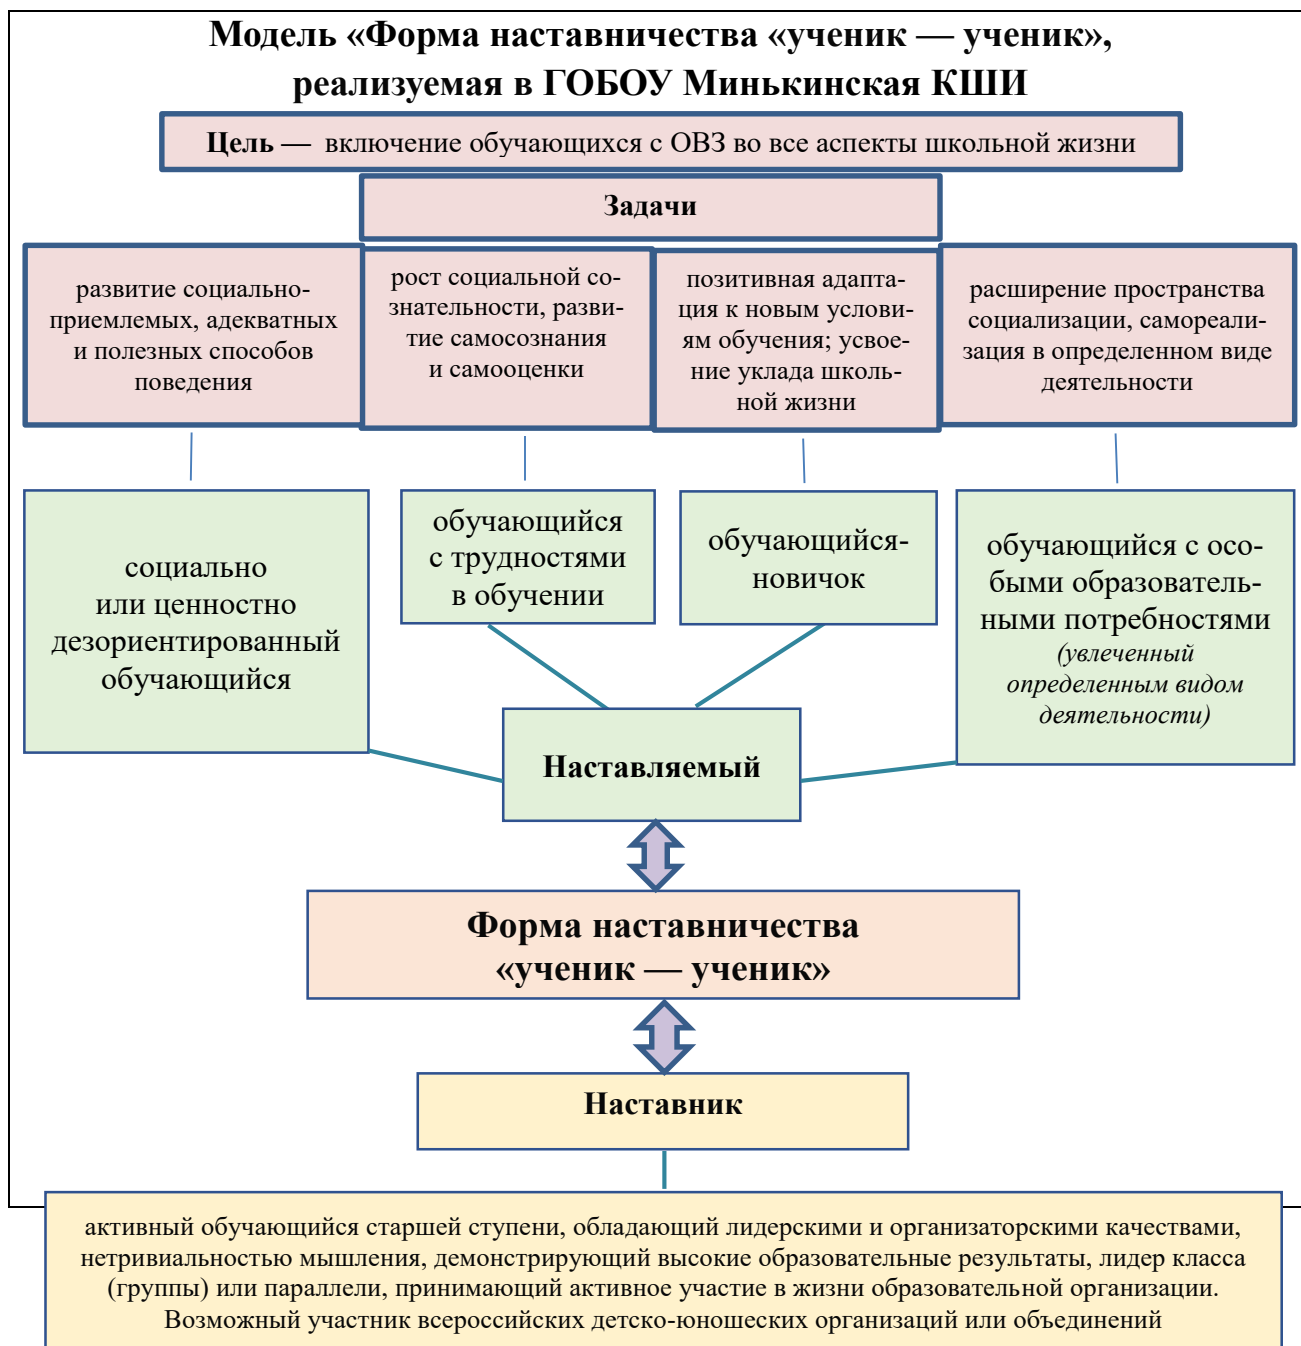 Модель «Форма наставничества «ученик — ученик»,
реализуемая в ГОБОУ Минькинская КШИ
Цель — включение обучающихся с ОВЗ во все аспекты школьной жизни
Задачи
развитие социально-
приемлемых, адекватных
и полезных способов
поведения
рост социальной со-
знательности, разви-
тие самосознания
и самооценки
позитивная адапта-
ция к новым услови-
ям обучения; усвое-
ние уклада школь-
ной жизни
расширение пространства
социализации, самореали-
зация в определенном виде
деятельности
социально
или ценностно
дезориентированный
обучающийся
обучающийся
с трудностями
в обучении
обучающийся-
новичок
обучающийся с осо-
быми образователь-
ными потребностями
(увлеченный
определенным видом
деятельности)
Наставляемый
Форма наставничества
«ученик — ученик»
Наставник
активный обучающийся старшей ступени, обладающий лидерскими и организаторскими качествами,
нетривиальностью мышления, демонстрирующий высокие образовательные результаты, лидер класса
(группы) или параллели, принимающий активное участие в жизни образовательной организации.
Возможный участник всероссийских детско-юношеских организаций или объединений